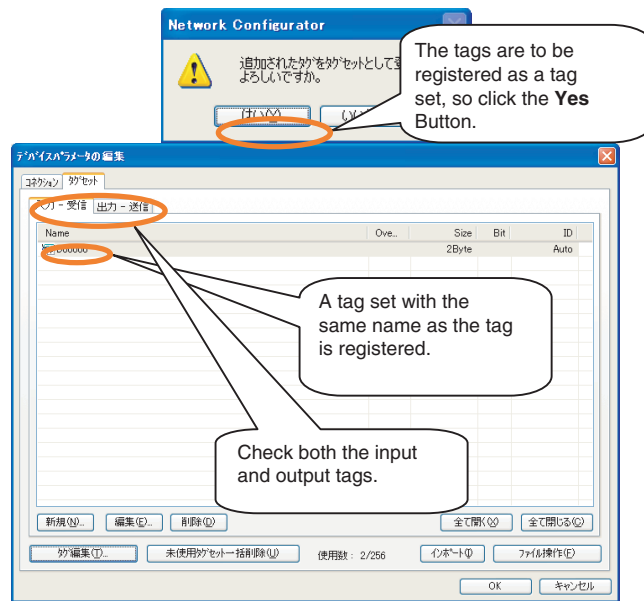 Network Configurator
追加されたタグをタグセットとして
よろしいですか。
The tags are to be
registered as a tag
set, so click the Yes
Button.
デバイスパラメータの編集
コネクション タグセット
入力 - 受信 出力 - 送信
Name Ove... Size Bit ID
2Byte Auto
A tag set with the
same name as the tag
is registered.
Check both the input
and output tags.
新規(N)... 編集(E)... 削除(D) 全て開く(X) 全て閉じる(C)
タグ編集(T)... 未使用タグセット一括削除(U) 使用数 : 2/256 インポート(I) ファイル操作(F)
OK キャンセル